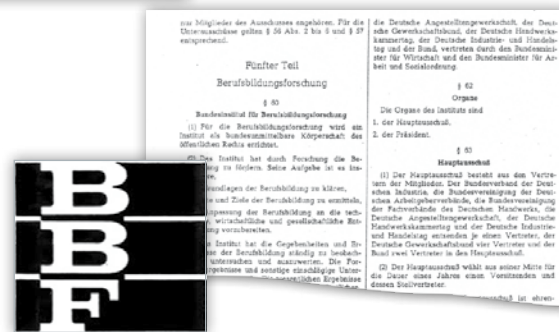 nur Mitglieder des Ausschusses angehören. Für die
Unterausschüsse gelten § 56 Abs. 2 bis 6 und § 57
entsprechend.
Fünfter Teil
Berufsbildungsforschung
§ 60
Bundesinstitut für Berufsbildungsforschung
(1) Für die Berufsbildungsforschung wird ein
Institut als bundesunmittelbare Körperschaft des
öffentlichen Rechts errichtet.
(2) Das Institut hat durch Forschung die Be-
zu fördern. Seine Aufgabe ist es ins-
der Berufsbildung zu klären,
und Ziele der Berufsbildung zu ermitteln,
der Berufsbildung an die tech-
wirtschaftliche und gesellschaftliche Ent-
vorzubereiten.
Institut hat die Gegebenheiten und Er-
der Berufsbildung ständig zu beobach-
untersuchen und auszuwerten. Die For-
und sonstige einschlägige Unter-
Ergebnisse
die Deutsche Angestelltengewerkschaft, der Deut-
sche Gewerkschaftsbund, der Deutsche Handwerks-
kammertag, der Deutsche Industrie- und Handels-
tag und der Bund, vertreten durch den Bundesmini-
ster für Wirtschaft und den Bundesminister für Ar-
beit und Sozialordnung.
§ 62
Organe
Die Organe des Instituts sind
1. der Hauptausschuß,
2. der Präsident.
§ 63
Hauptausschuß
(1) Der Hauptausschuß besteht aus den Vertre-
tern der Mitglieder. Der Bundesverband der Deut-
schen Industrie, die Bundesvereinigung der Deut-
schen Arbeitgeberverbände, die Bundesvereinigung
der Fachverbände des Deutschen Handwerks, die
Deutsche Angestelltengewerkschaft, der Deutsche
Handwerkskammertag und der Deutsche Industrie-
und Handelstag entsenden je einen Vertreter, der
Deutsche Gewerkschaftsbund vier Vertreter und der
Bund zwei Vertreter in den Hauptausschuß.
(2) Der Hauptausschuß wählt aus seiner Mitte für
die Dauer eines Jahres einen Vorsitzenden und
dessen Stellvertreter.
ist ehren-
B
B
F